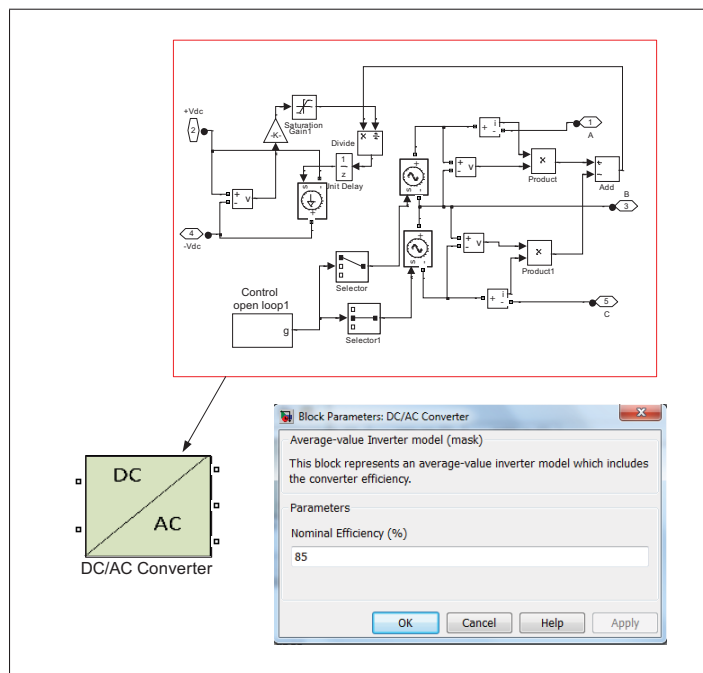 +Vdc
2
-K-
Saturation
Gain1
Divide
× ÷
1
z
Unit Delay
+
-
v
s
-
+
4
-Vdc
Control
open loop1
g
Selector
Selector1
s
+
-
s
+
-
+
-
v
+
i
-
×
Product
+
-
v
×
Product1
+
i
-
+
−
Add
1
A
B
3
5
C
DC
AC
DC/AC Converter
Block Parameters: DC/AC Converter
Average-value Inverter model (mask)
This block represents an average-value inverter model which includes
the converter efficiency.
Parameters
Nominal Efficiency (%)
85
OK Cancel Help Apply